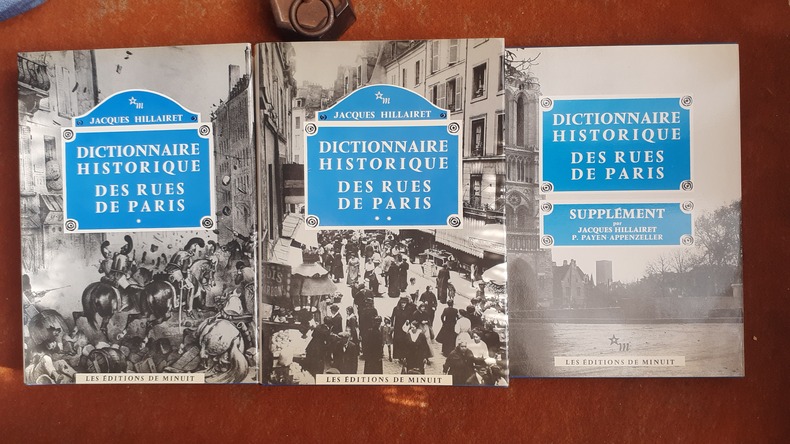 m
JACQUES HILLAIRET
DICTIONNAIRE
HISTORIQUE
DES RUES
DE PARIS
*
LES ÉDITIONS DE MINUIT
m
JACQUES HILLAIRET
DICTIONNAIRE
HISTORIQUE
DES RUES
DE PARIS
* *
LES ÉDITIONS DE MINUIT
DICTIONNAIRE
HISTORIQUE
DES RUES
DE PARIS
SUPPLÉMENT
par
JACQUES HILLAIRET
P. PAYEN-APPENZELLER
m
LES ÉDITIONS DE MINUIT